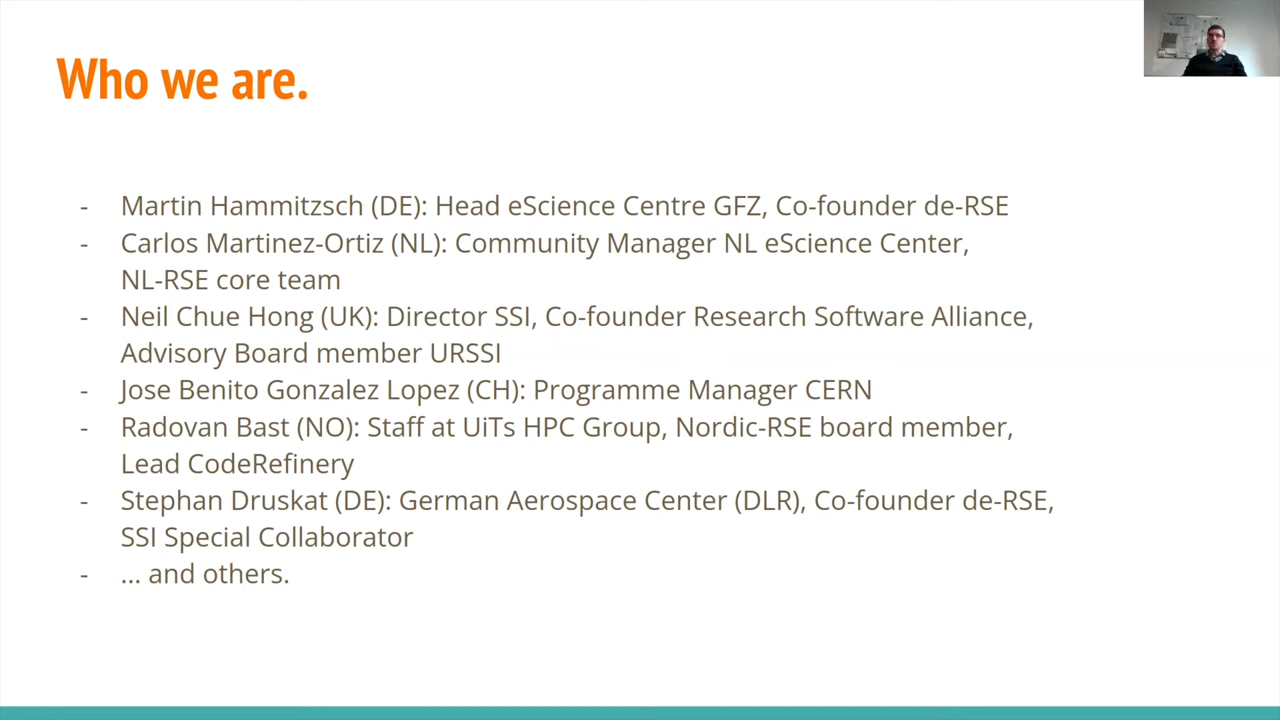 Who we are.
- Martin Hammitzsch (DE): Head eScience Centre GFZ, Co-founder de-RSE
- Carlos Martinez-Ortiz (NL): Community Manager NL eScience Center,
NL-RSE core team
- Neil Chue Hong (UK): Director SSI, Co-founder Research Software Alliance,
Advisory Board member URSSI
- Jose Benito Gonzalez Lopez (CH): Programme Manager CERN
- Radovan Bast (NO): Staff at UiTs HPC Group, Nordic-RSE board member,
Lead CodeRefinery
- Stephan Druskat (DE): German Aerospace Center (DLR), Co-founder de-RSE,
SSI Special Collaborator
- ... and others.